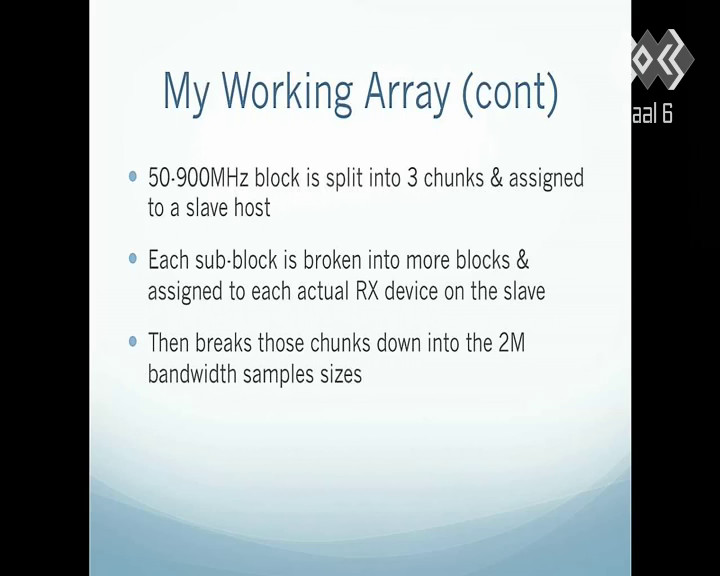 My Working Array (cont)
50-900MHz block is split into 3 chunks & assigned
to a slave host
Each sub-block is broken into more blocks &
assigned to each actual RX device on the slave
Then breaks those chunks down into the 2M
bandwidth samples sizes
aal 6